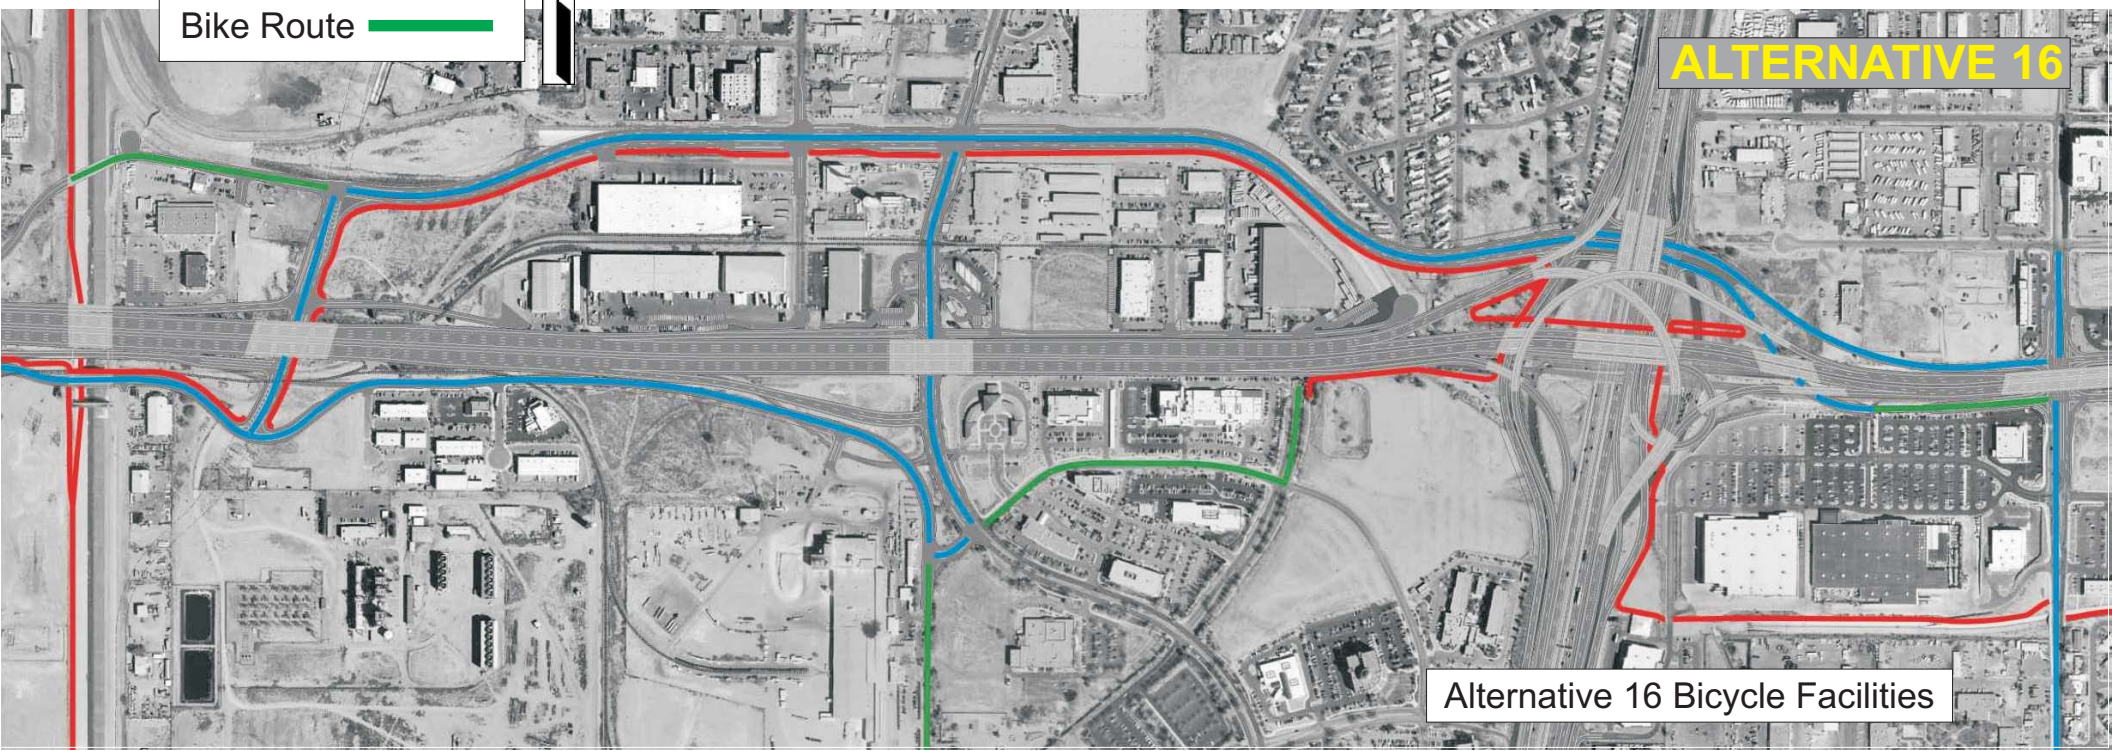 Bike Route
ALTERNATIVE 16
Alternative 16 Bicycle Facilities